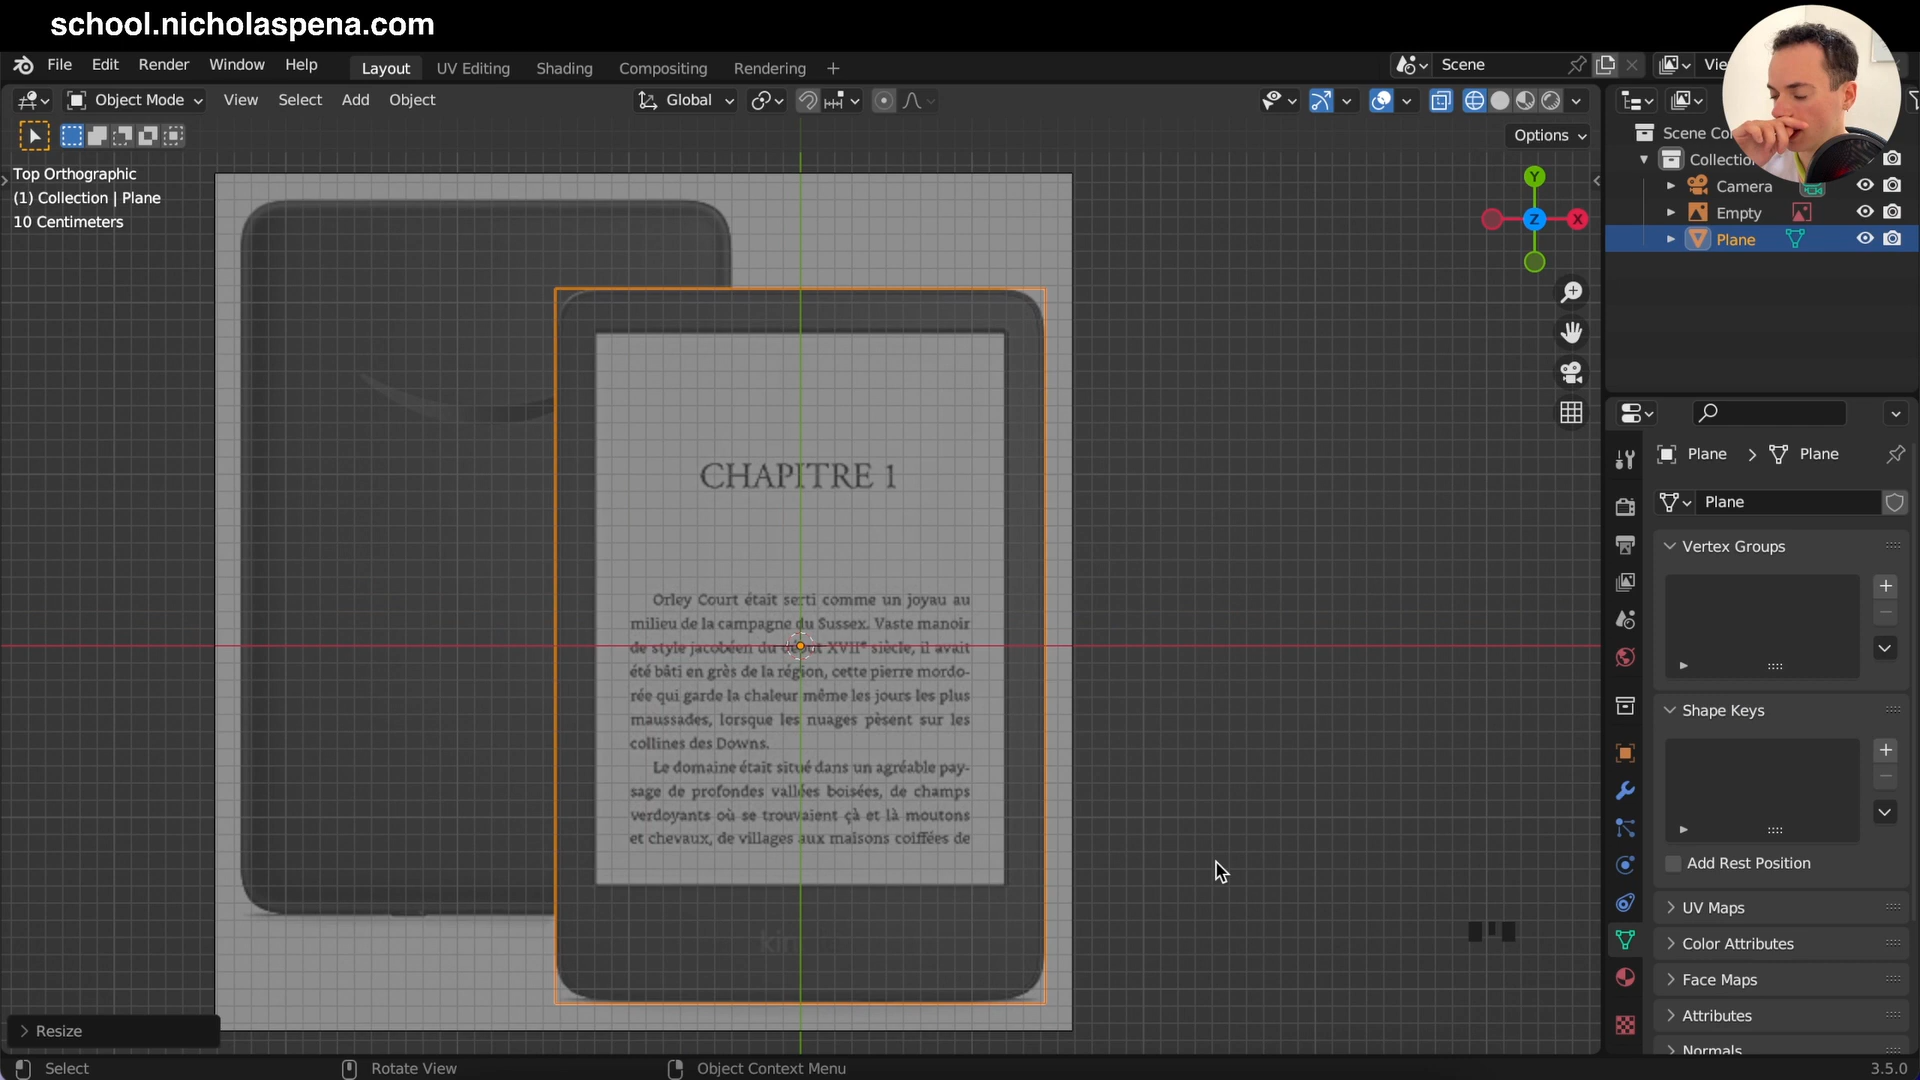 school.nicholaspena.com
File Edit Render Window Help
Layout UV Editing Shading Compositing Rendering +
Scene
Object Mode View Select Add Object
Global
Options
Top Orthographic
(1) Collection | Plane
10 Centimeters
Y
X
Z
CHAPITRE 1
Orley Court était serti comme un joyau au
milieu de la campagne du Sussex. Vaste manoir
de style jacobéen du début XVIIe siècle, il avait
été bâti en grès de la région, cette pierre mordo-
rée qui garde la chaleur même les jours les plus
maussades, lorsque les nuages pèsent sur les
collines des Downs.
Le domaine était situé dans un agréable pay-
sage de profondes vallées boisées, de champs
verdoyants où se trouvaient çà et là moutons
et chevaux, de villages aux maisons coiffées de
Resize
Select
Rotate View
Object Context Menu
3.5.0
Camera
Empty
Plane
Plane > Plane
Plane
Vertex Groups
Shape Keys
Add Rest Position
UV Maps
Color Attributes
Face Maps
Attributes
Normals